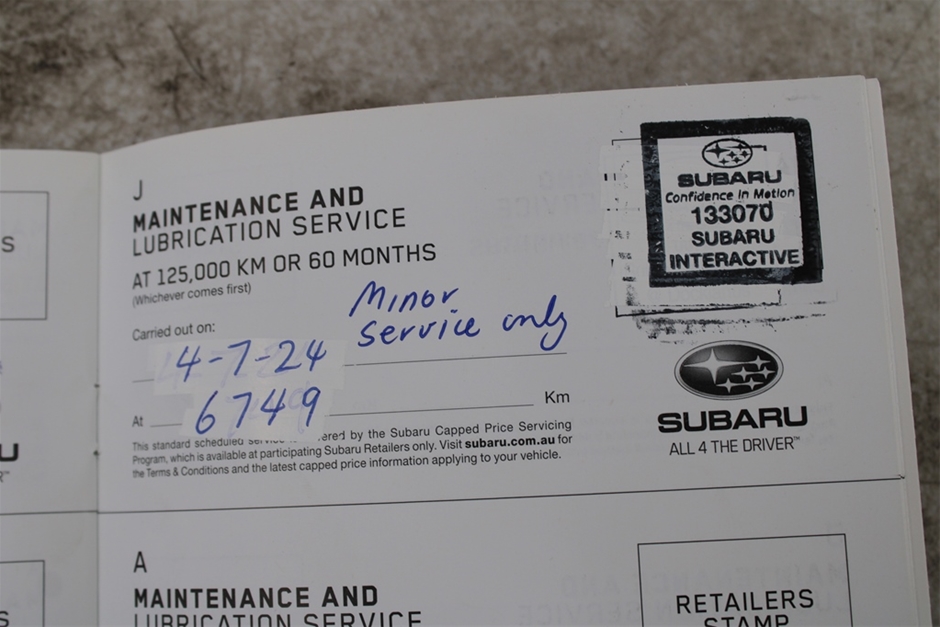 J
MAINTENANCE AND
LUBRICATION SERVICE
AT 125,000 KM OR 60 MONTHS
(Whichever comes first)
Minor
service only
Carried out on:
4-7-24
At 6749 Km
This standard scheduled ered by the Subaru Capped Price Servicing
Program, which is available at participating Subaru Retailers only. Visit subaru.com.au for
the Terms & Conditions and the latest capped price information applying to your vehicle.
SUBARU
Confidence in Motion
133070
SUBARU
INTERACTIVE
SUBARU
ALL 4 THE DRIVER™
A
MAINTENANCE AND
LUBRICATION SERVICE
RETAILERS
STAMP
S
U
R™
S